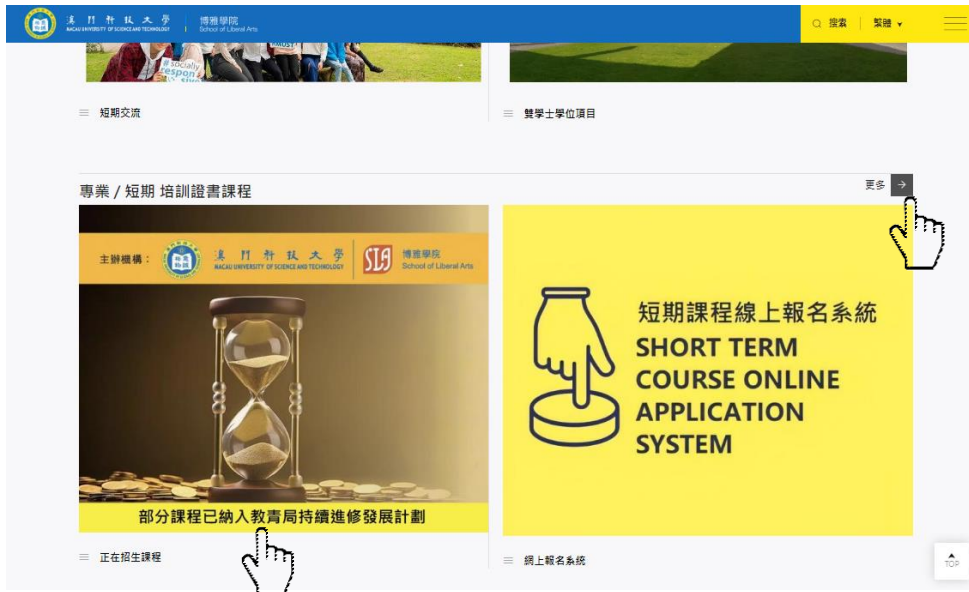 澳門科技大學
MACAU UNIVERSITY OF SCIENCE AND TECHNOLOGY
博雅學院
School of Liberal Arts
搜索
繁體
# socially
respons
短期交流
雙學士學位項目
專業 / 短期 培訓證書課程
更多
主辦機構：
澳門科技大學
MACAU UNIVERSITY OF SCIENCE AND TECHNOLOGY
SLA
博雅學院
School of Liberal Arts
部分課程已納入教青局持續進修發展計劃
短期課程線上報名系統
SHORT TERM
COURSE ONLINE
APPLICATION
SYSTEM
正在招生課程
網上報名系統
TOP